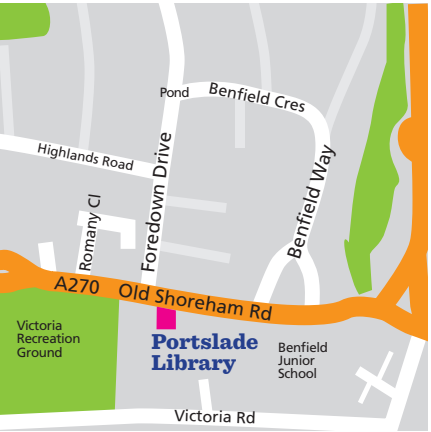 Pond
Benfield Cres
Highlands Road
Foredown Drive
Romany Cl
Benfield Way
A270 Old Shoreham Rd
Victoria
Recreation
Ground
Portslade
Library
Benfield
Junior
School
Victoria Rd